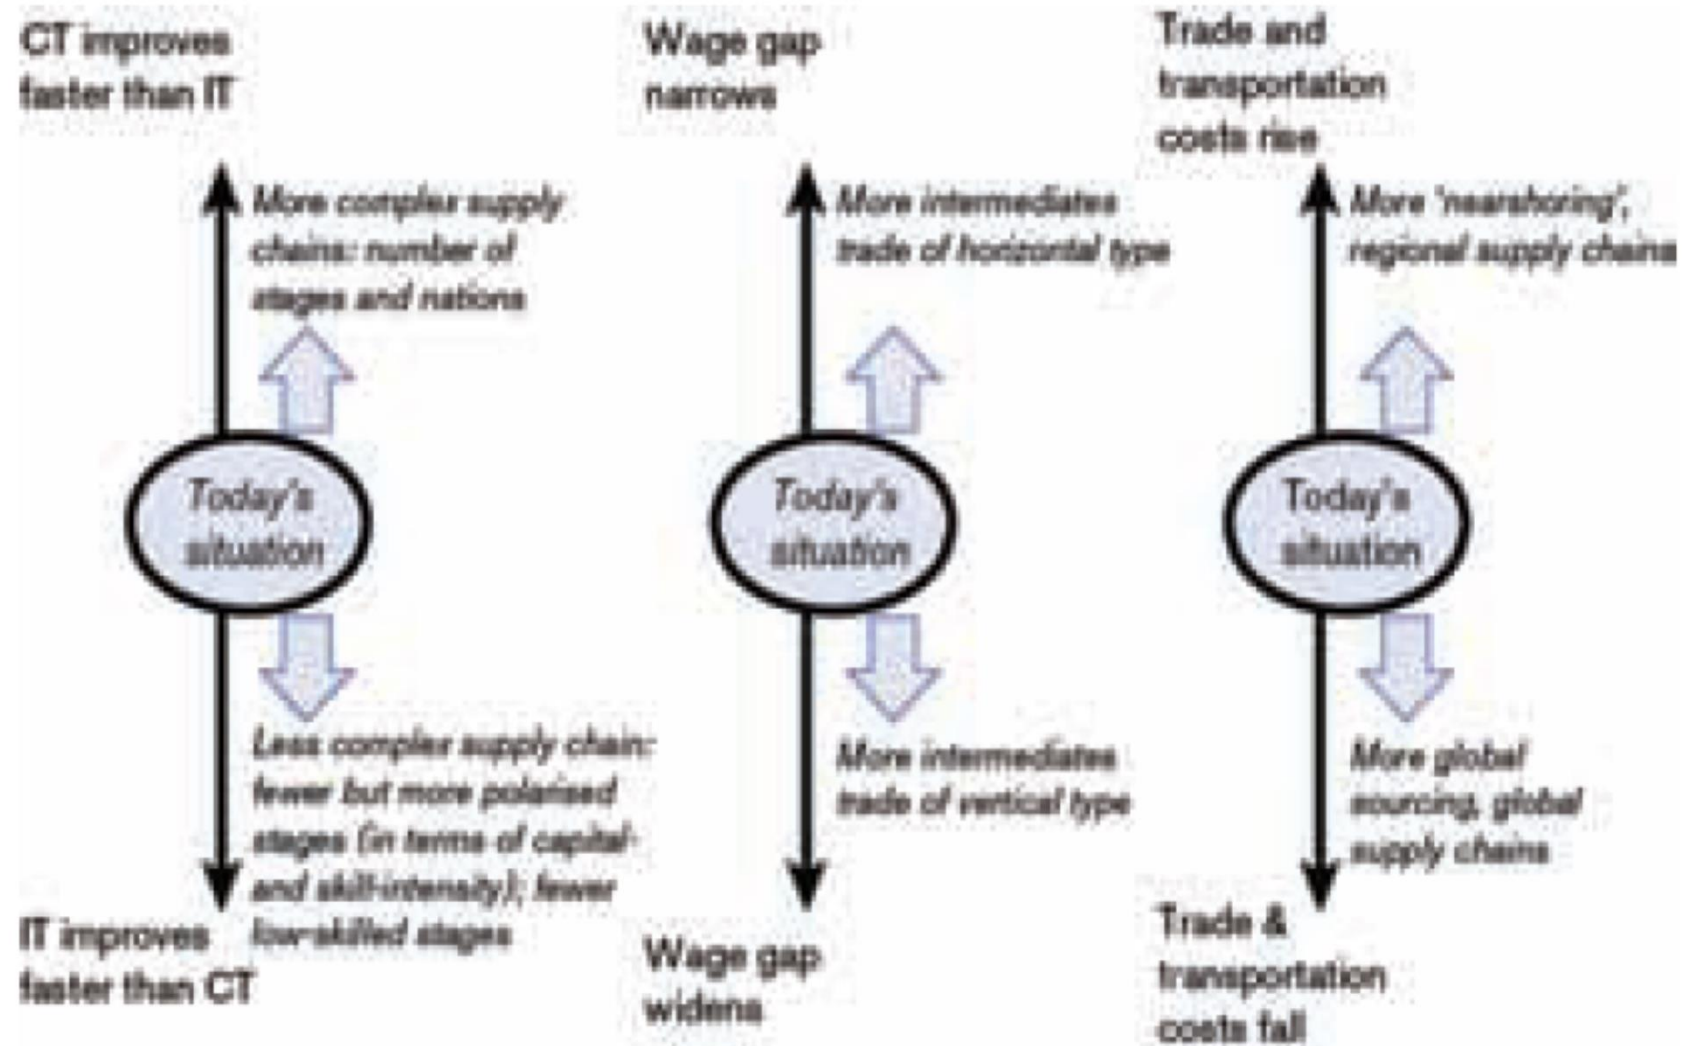 CT improves
faster than IT
More complex supply
chains: number of
stages and nations
Today's
situation
Less complex supply chain:
fewer but more polarised
stages (in terms of capital-
and skill-intensity); fewer
low-skilled stages
IT improves
faster than CT
Wage gap
narrows
More intermediates
trade of horizontal type
Today's
situation
More intermediates
trade of vertical type
Wage gap
widens
Trade and
transportation
costs rise
More 'nearshoring',
regional supply chains
Today's
situation
More global
sourcing, global
supply chains
Trade &
transportation
costs fall